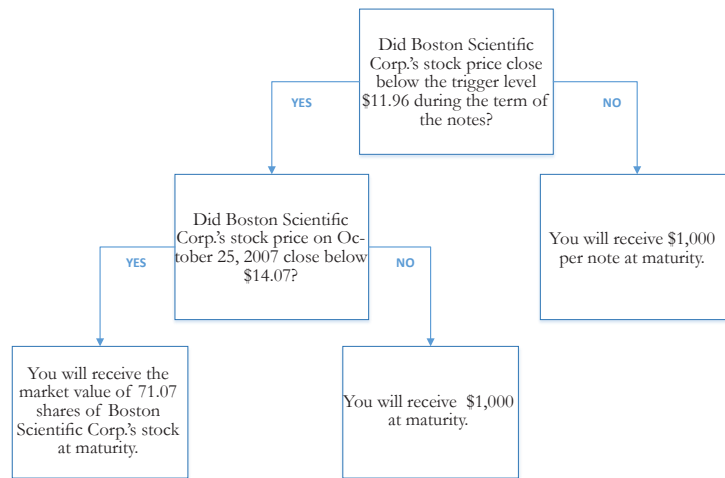 Did Boston Scientific
Corp.'s stock price close
below the trigger level
$11.96 during the term of
the notes?
YES
NO
Did Boston Scientific
Corp.'s stock price on Oc-
tober 25, 2007 close below
$14.07?
You will receive $1,000
per note at maturity.
YES
NO
You will receive the
market value of 71.07
shares of Boston
Scientific Corp.'s stock
at maturity.
You will receive $1,000
at maturity.